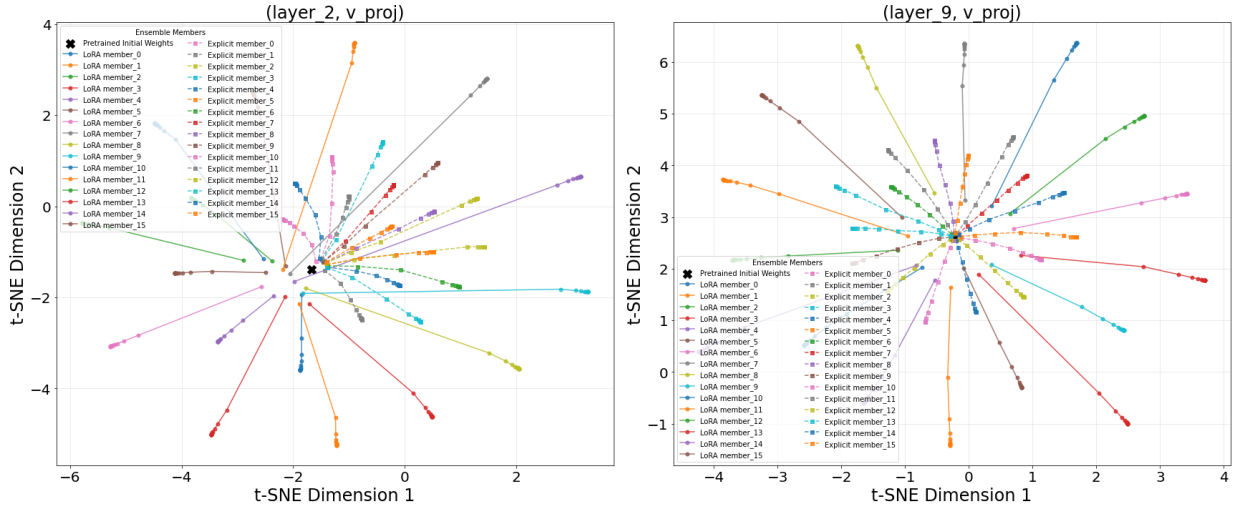 (layer_2, v_proj)
t-SNE Dimension 2
4
2
0
−2
−4
Ensemble Members
Pretrained Initial Weights
LoRA member_0
LoRA member_1
LoRA member_2
LoRA member_3
LoRA member_4
LoRA member_5
LoRA member_6
LoRA member_7
LoRA member_8
LoRA member_9
LoRA member_10
LoRA member_11
LoRA member_12
LoRA member_13
LoRA member_14
LoRA member_15
Explicit member_0
Explicit member_1
Explicit member_2
Explicit member_3
Explicit member_4
Explicit member_5
Explicit member_6
Explicit member_7
Explicit member_8
Explicit member_9
Explicit member_10
Explicit member_11
Explicit member_12
Explicit member_13
Explicit member_14
Explicit member_15
−6 −4 −2 0 2
t-SNE Dimension 1
(layer_9, v_proj)
t-SNE Dimension 2
6
5
4
3
2
1
0
−1
Ensemble Members
Pretrained Initial Weights
LoRA member_0
LoRA member_1
LoRA member_2
LoRA member_3
LoRA member_4
LoRA member_5
LoRA member_6
LoRA member_7
LoRA member_8
LoRA member_9
LoRA member_10
LoRA member_11
LoRA member_12
LoRA member_13
LoRA member_14
LoRA member_15
Explicit member_0
Explicit member_1
Explicit member_2
Explicit member_3
Explicit member_4
Explicit member_5
Explicit member_6
Explicit member_7
Explicit member_8
Explicit member_9
Explicit member_10
Explicit member_11
Explicit member_12
Explicit member_13
Explicit member_14
Explicit member_15
−4 −3 −2 −1 0 1 2 3 4
t-SNE Dimension 1